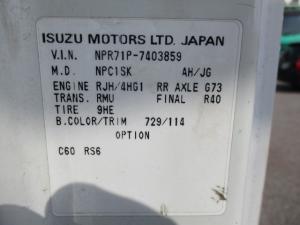 ISUZU MOTORS LTD. JAPAN
V.I.N. NPR71P-7403859
M.D. NPC1SK AH/JG
ENGINE RJH/4HG1 RR AXLE G73
TRANS. RMU FINAL R40
TIRE 9HE
B.COLOR/TRIM 729/114
OPTION
C60 RS6